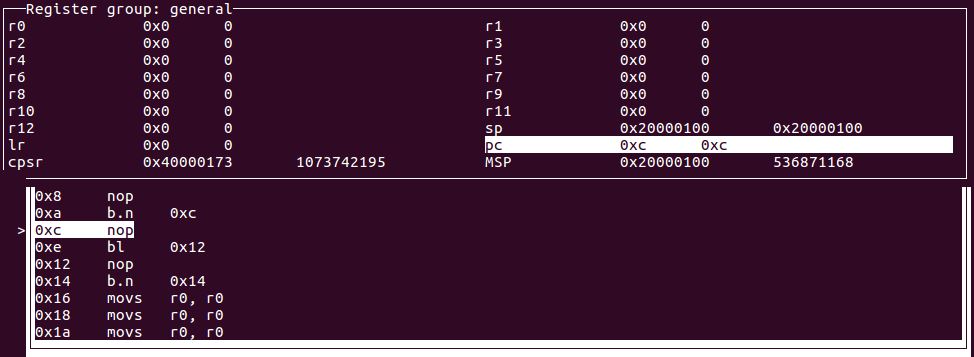 Register group: general
r0 0x0 0 r1 0x0 0
r2 0x0 0 r3 0x0 0
r4 0x0 0 r5 0x0 0
r6 0x0 0 r7 0x0 0
r8 0x0 0 r9 0x0 0
r10 0x0 0 r11 0x0 0
r12 0x0 0 sp 0x20000100 0x20000100
lr 0x0 0 pc 0xc 0xc
cpsr 0x40000173 1073742195 MSP 0x20000100 536871168
0x8 nop
0xa b.n 0xc
> 0xc nop
0xe bl 0x12
0x12 nop
0x14 b.n 0x14
0x16 movs r0, r0
0x18 movs r0, r0
0x1a movs r0, r0